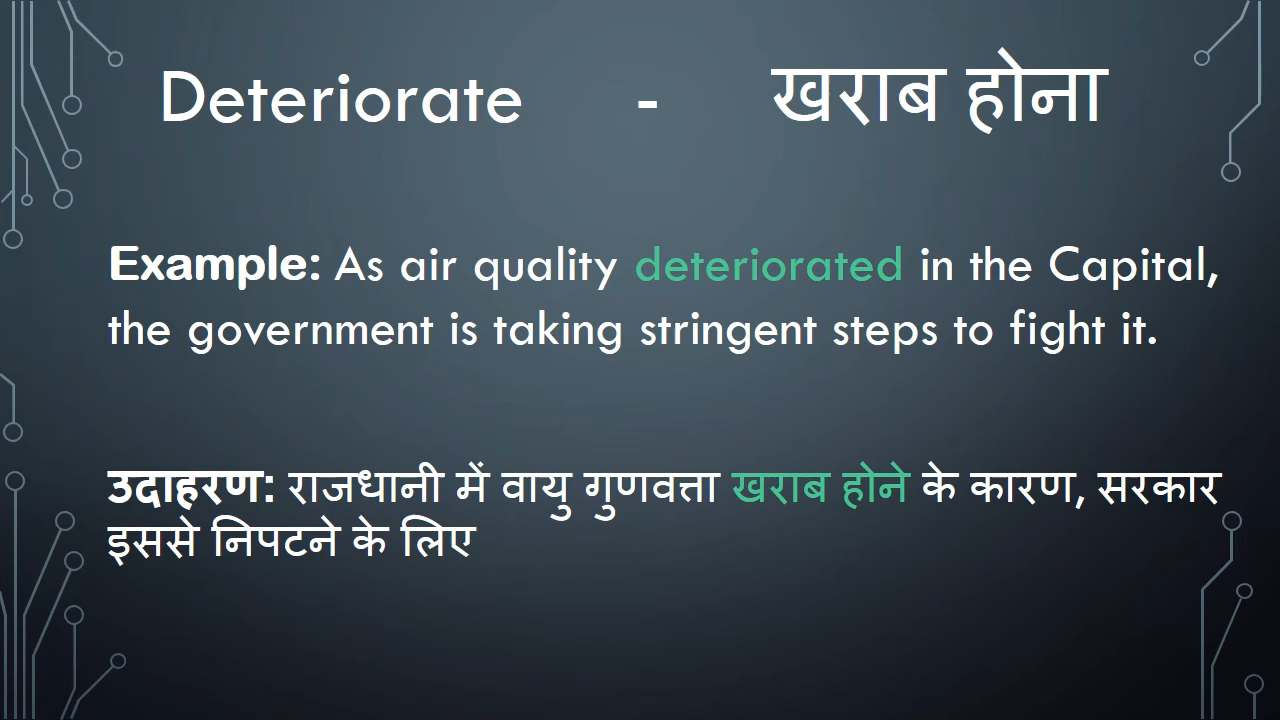 Deteriorate - खराब होना
Example: As air quality deteriorated in the Capital,
the government is taking stringent steps to fight it.
उदाहरण: राजधानी में वायु गुणवत्ता खराब होने के कारण, सरकार
इससे निपटने के लिए